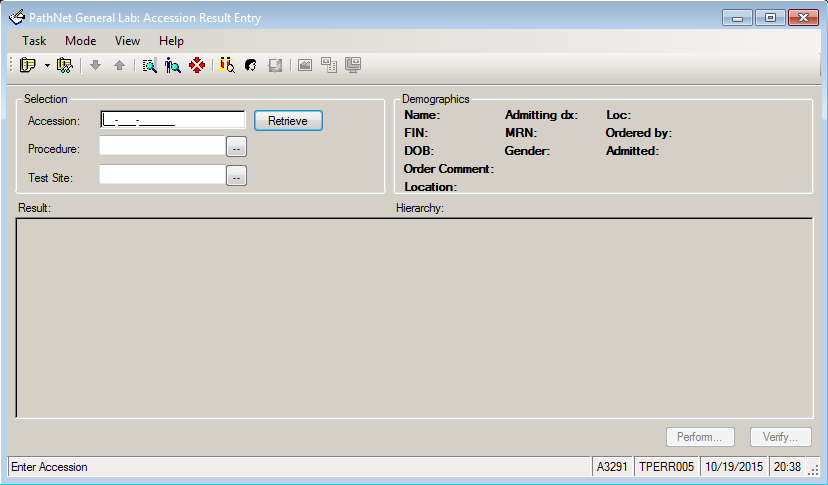 PathNet General Lab: Accession Result Entry
Task Mode View Help
Selection
Accession: __-___-______ Retrieve
Procedure: --
Test Site: --
Demographics
Name: Admitting dx: Loc:
FIN: MRN: Ordered by:
DOB: Gender: Admitted:
Order Comment:
Location:
Result: Hierarchy:
Perform... Verify...
Enter Accession A3291 TPERR005 10/19/2015 20:38